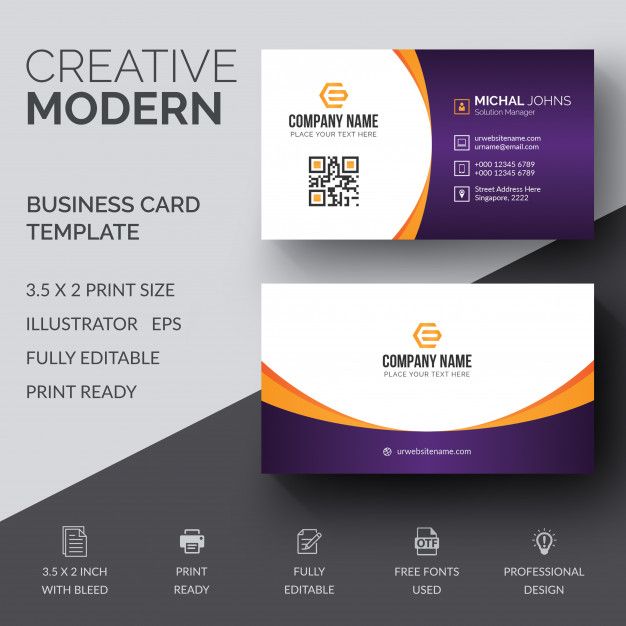 CREATIVE
MODERN
BUSINESS CARD
TEMPLATE
3.5 X 2 PRINT SIZE
ILLUSTRATOR EPS
FULLY EDITABLE
PRINT READY
COMPANY NAME
PLACE YOUR TEXT HERE
MICHAL JOHNS
Solution Manager
urwebsitename.com
urname@email.com
+000 12345 6789
+000 12345 6789
Street Address Here
Singapore, 2222
COMPANY NAME
PLACE YOUR TEXT HERE
urwebsitename.com
3.5 X 2 INCH
WITH BLEED
PRINT
READY
FULLY
EDITABLE
OTF
FREE FONTS
USED
PROFESSIONAL
DESIGN